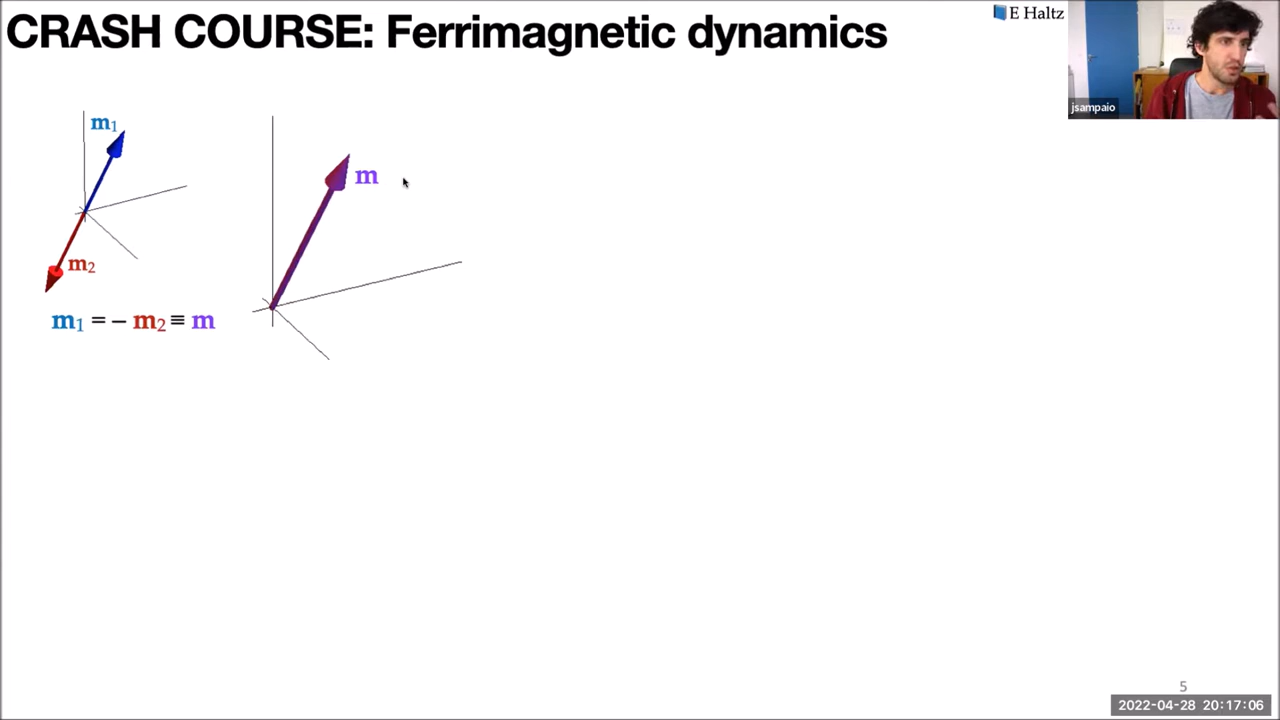 CRASH COURSE: Ferrimagnetic dynamics
E Haltz
jsampaio
m₁
m
m₂
m₁ = – m₂ ≡ m
5
2022-04-28 20:17:06